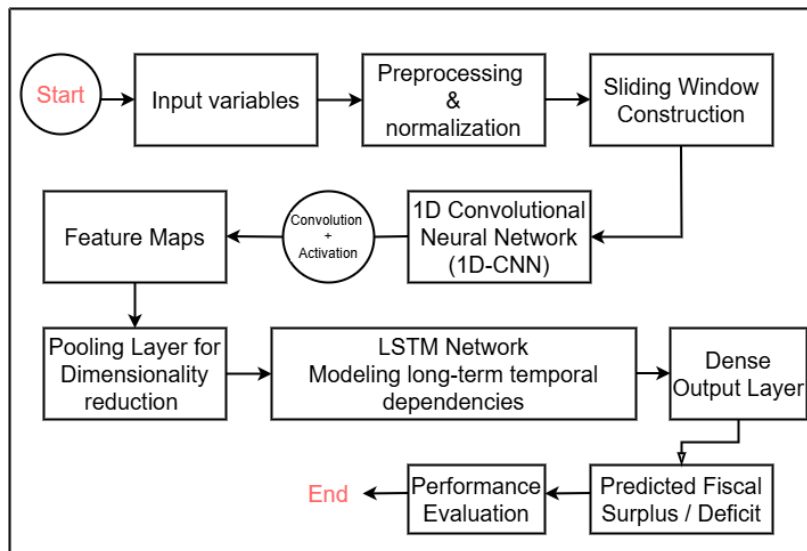 Start
Input variables
Preprocessing
&
normalization
Sliding Window
Construction
1D Convolutional
Neural Network
(1D-CNN)
Convolution
+
Activation
Feature Maps
Pooling Layer for
Dimensionality
reduction
LSTM Network
Modeling long-term temporal
dependencies
Dense
Output Layer
Predicted Fiscal
Surplus / Deficit
Performance
Evaluation
End